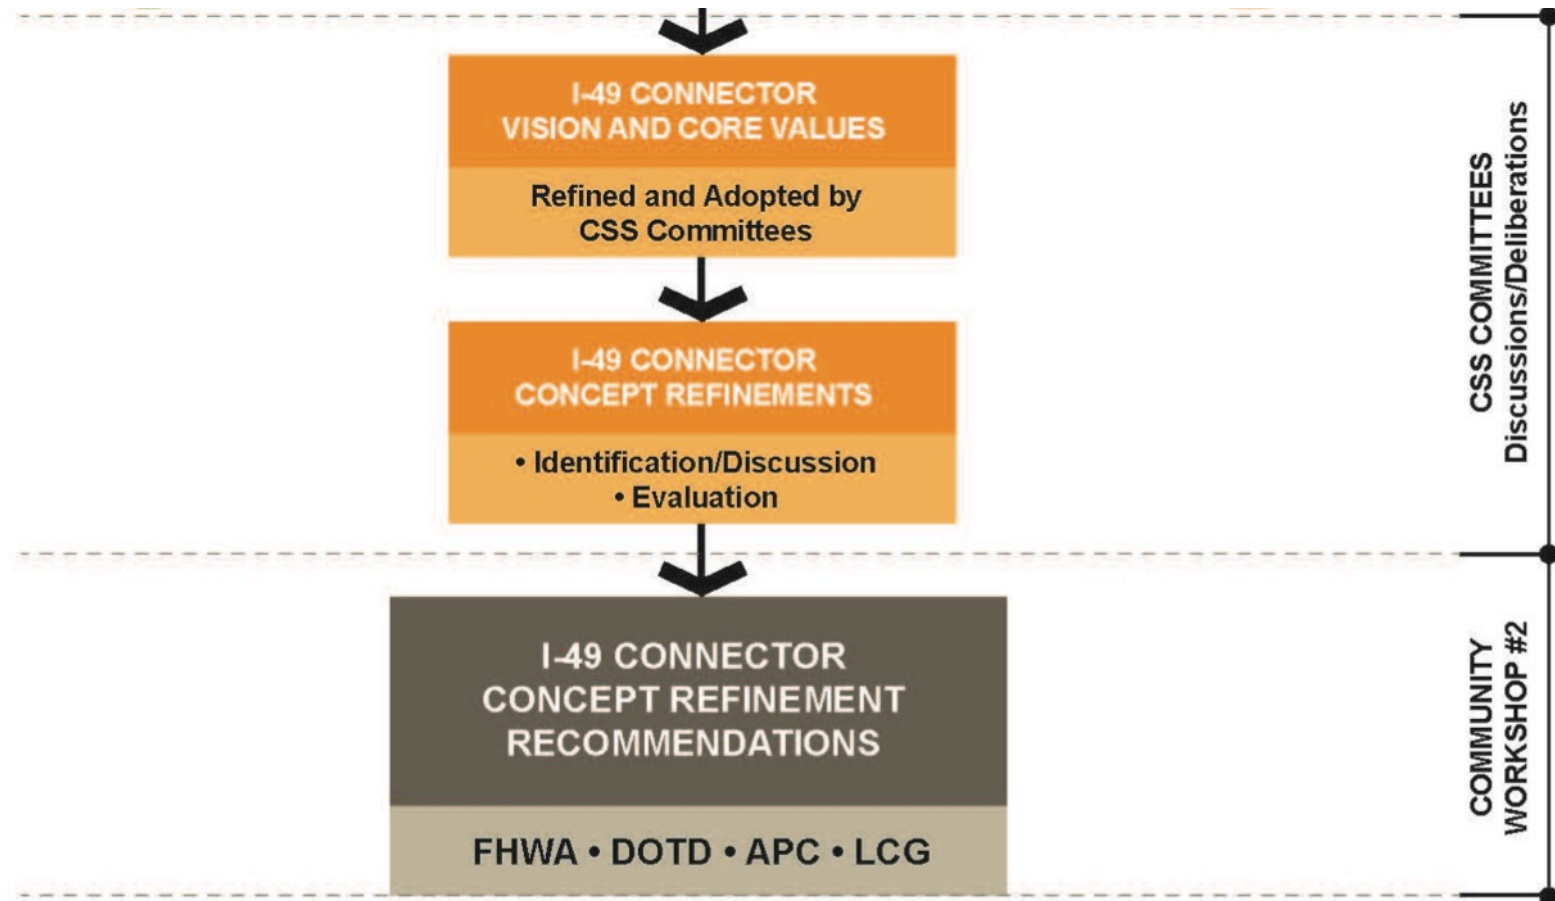 I-49 CONNECTOR
VISION AND CORE VALUES
Refined and Adopted by
CSS Committees
I-49 CONNECTOR
CONCEPT REFINEMENTS
• Identification/Discussion
• Evaluation
CSS COMMITTEES
Discussions/Deliberations
I-49 CONNECTOR
CONCEPT REFINEMENT
RECOMMENDATIONS
FHWA • DOTD • APC • LCG
COMMUNITY
WORKSHOP #2